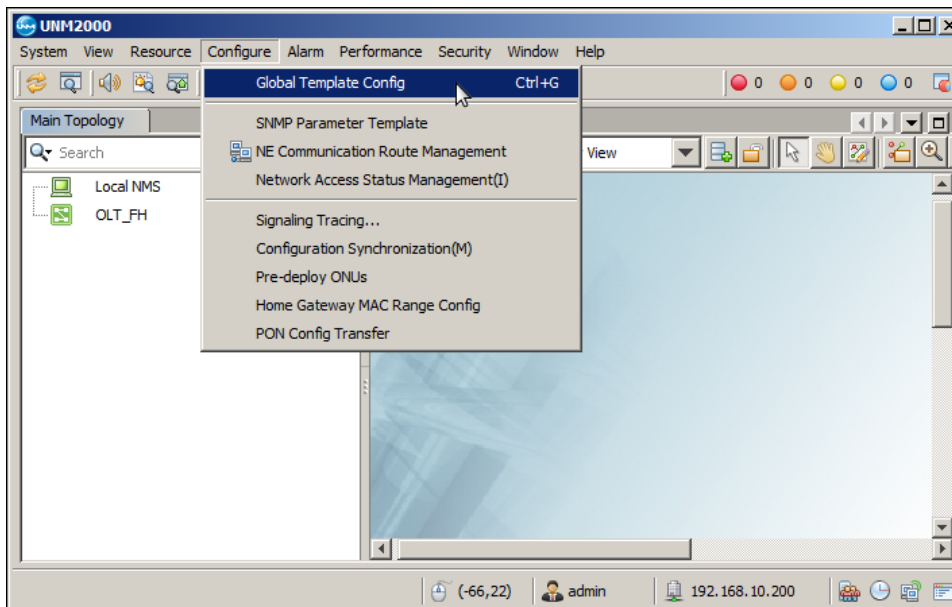 UNM2000
System View Resource Configure Alarm Performance Security Window Help
0 0 0 0
Global Template Config Ctrl+G
Main Topology
SNMP Parameter Template
Search
NE Communication Route Management
View
Local NMS
Network Access Status Management(I)
OLT_FH
Signaling Tracing...
Configuration Synchronization(M)
Pre-deploy ONUs
Home Gateway MAC Range Config
PON Config Transfer
(-66,22) admin 192.168.10.200